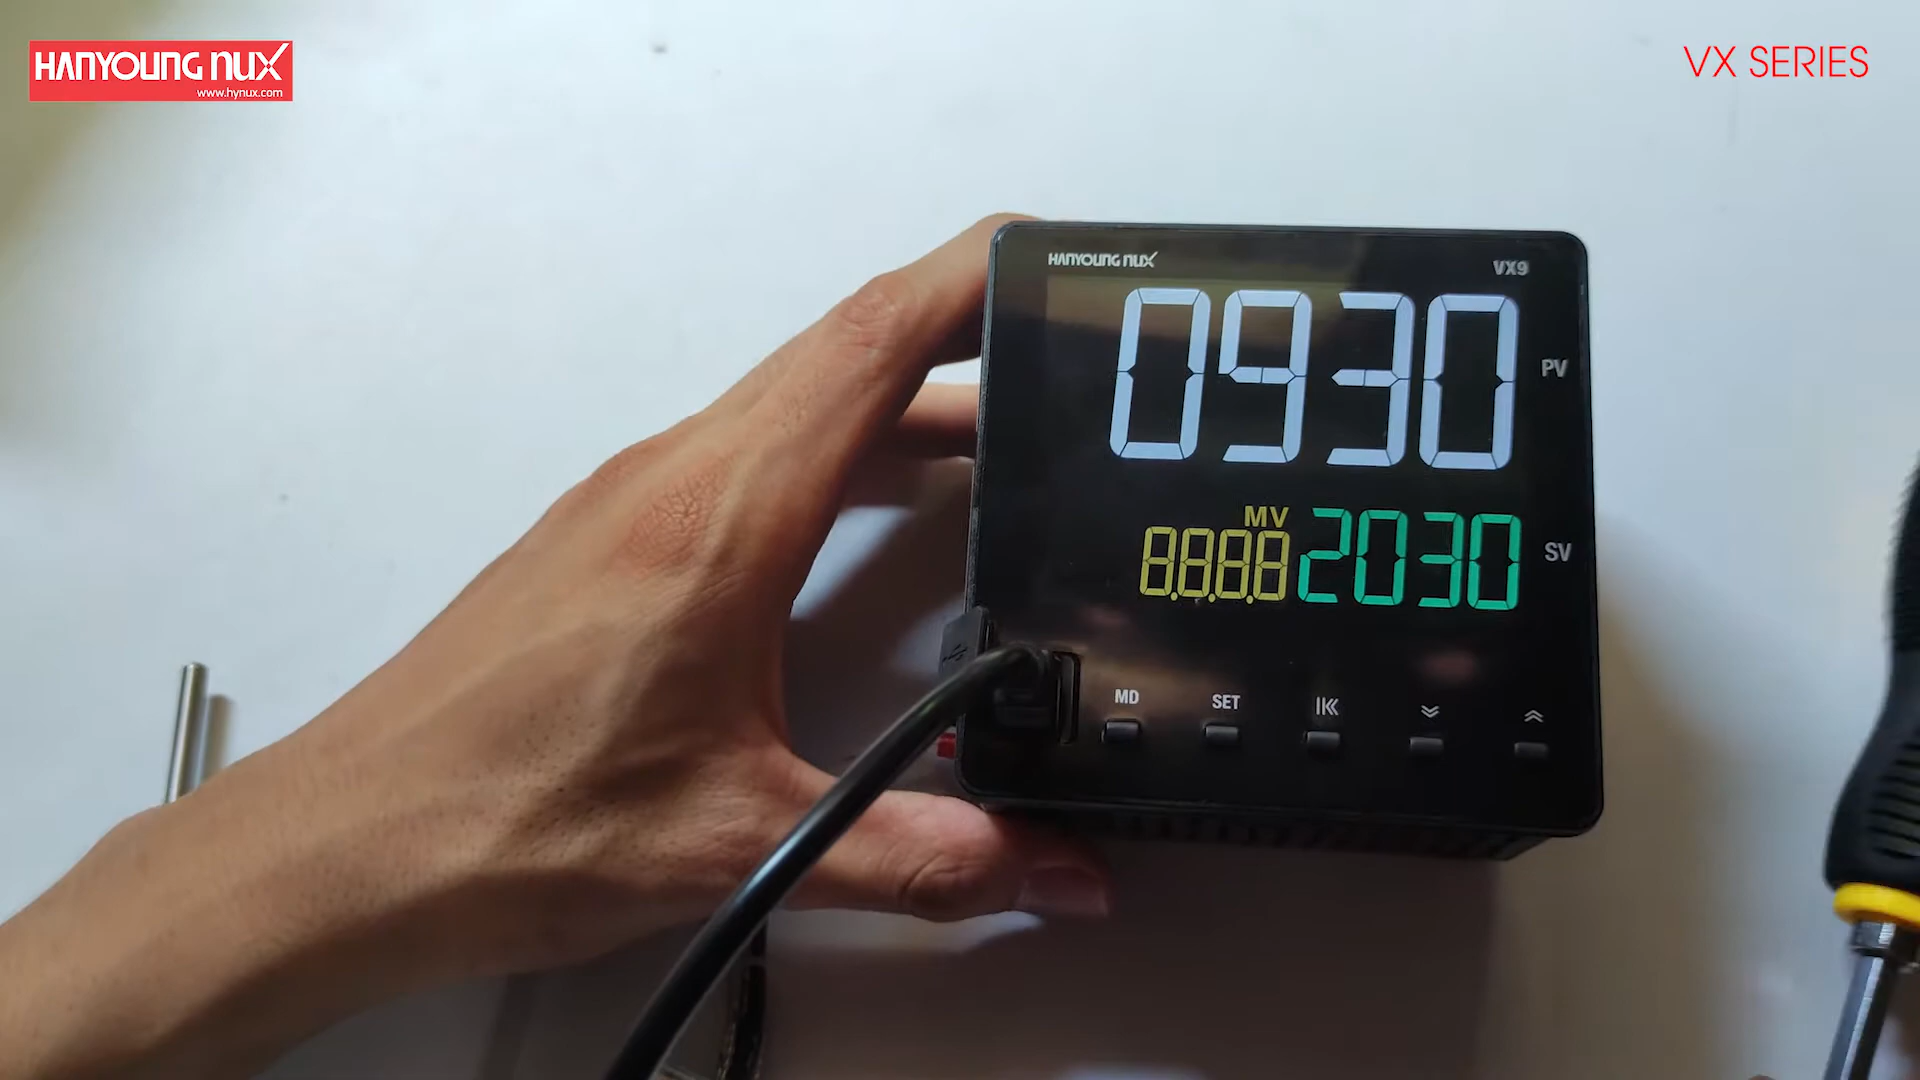 HANYOUNG NUX
www.hynux.com
VX SERIES
HANYOUNG NUX
VX9
0930
PV
MV
8.8.8.8
2030
SV
MD
SET